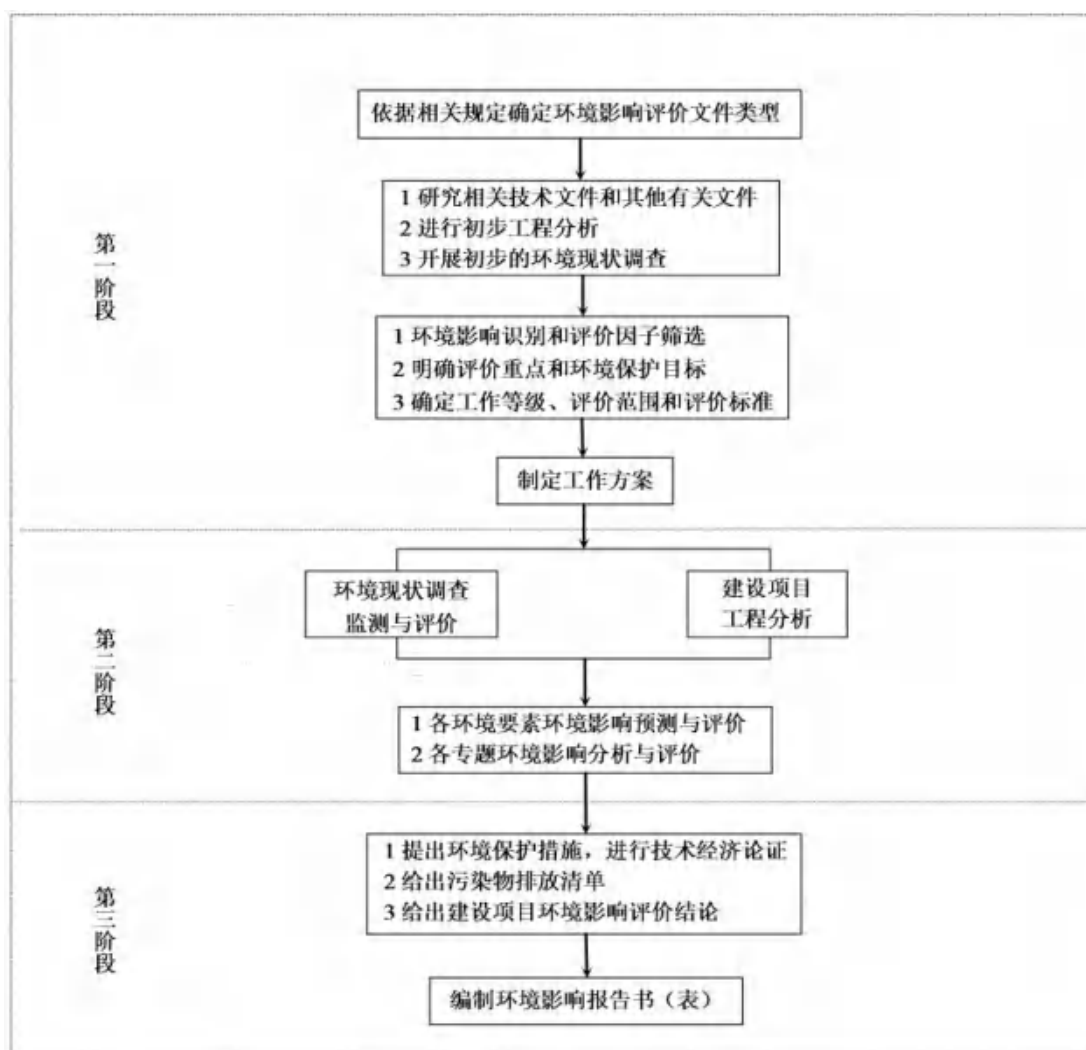 依据相关规定确定环境影响评价文件类型
1 研究相关技术文件和其他有关文件
2 进行初步工程分析
3 开展初步的环境现状调查
第一阶段
1 环境影响识别和评价因子筛选
2 明确评价重点和环境保护目标
3 确定工作等级、评价范围和评价标准
制定工作方案
环境现状调查
监测与评价
建设项目
工程分析
第二阶段
1 各环境要素环境影响预测与评价
2 各专题环境影响分析与评价
1 提出环境保护措施，进行技术经济论证
2 给出污染物排放清单
3 给出建设项目环境影响评价结论
第三阶段
编制环境影响报告书（表）